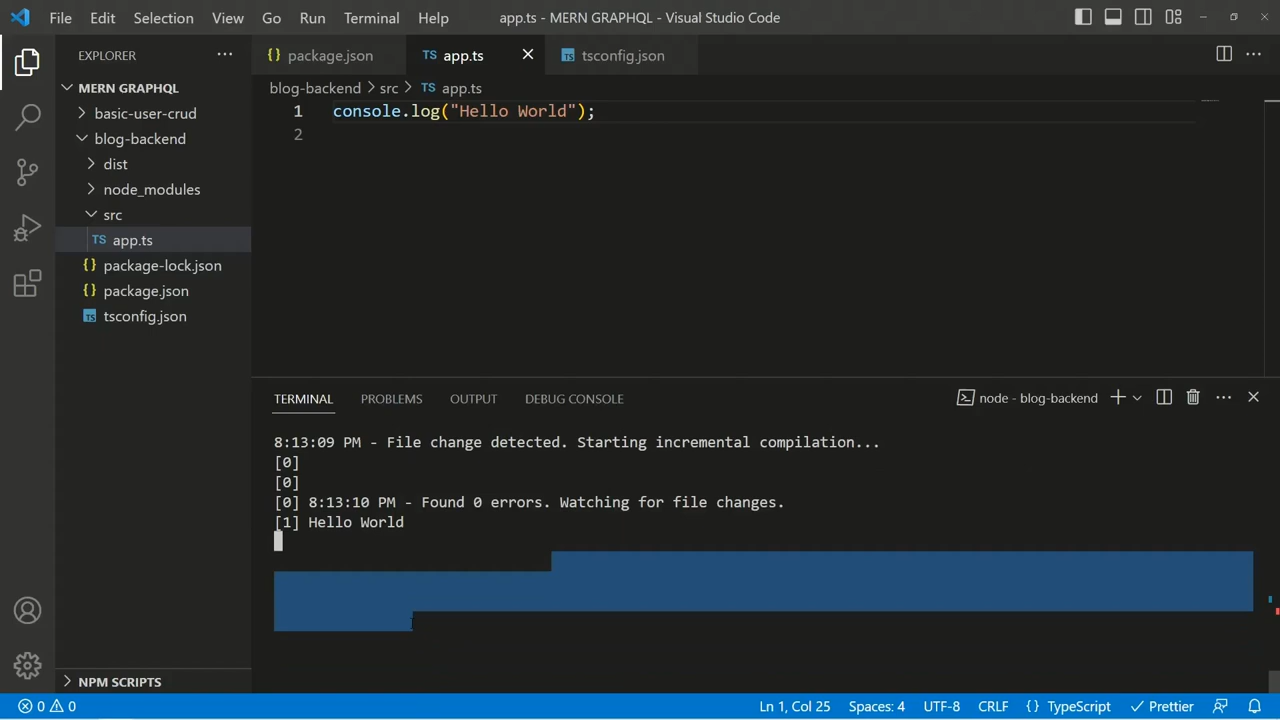 File Edit Selection View Go Run Terminal Help app.ts - MERN GRAPHQL - Visual Studio Code
EXPLORER
MERN GRAPHQL
basic-user-crud
blog-backend
dist
node_modules
src
TS app.ts
{} package-lock.json
{} package.json
TS tsconfig.json
NPM SCRIPTS
{} package.json TS app.ts TS tsconfig.json
blog-backend > src > TS app.ts
1 console.log("Hello World");
2
TERMINAL PROBLEMS OUTPUT DEBUG CONSOLE node - blog-backend
8:13:09 PM - File change detected. Starting incremental compilation...
[0]
[0]
[0] 8:13:10 PM - Found 0 errors. Watching for file changes.
[1] Hello World
0 0 Ln 1, Col 25 Spaces: 4 UTF-8 CRLF {} TypeScript Prettier